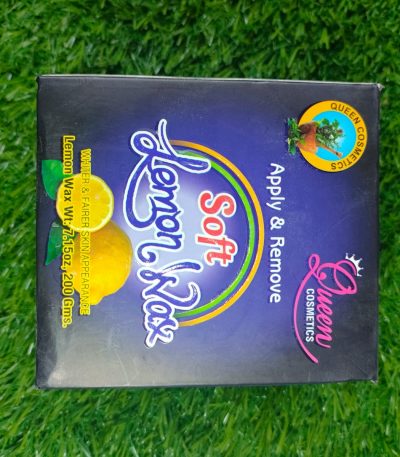 QUEEN COSMETICS
Queen
COSMETICS
Apply & Remove
Soft
Lemon Wax
WHITER & FAIRER SKIN APPEARANCE
Lemon Wax Wt: 7.15oz, 200 Gms.